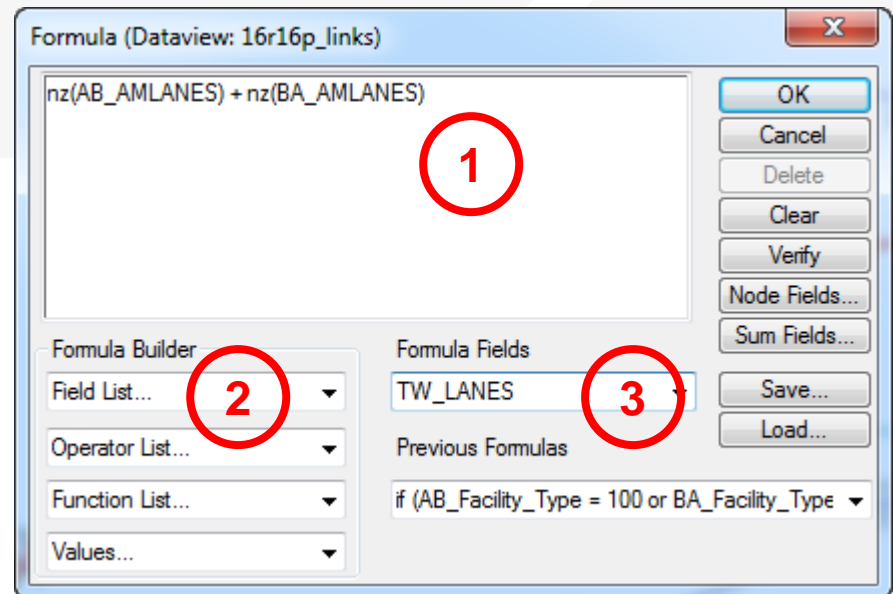 Formula (Dataview: 16r16p_links)
nz(AB_AMLANES) + nz(BA_AMLANES)
1
OK
Cancel
Delete
Clear
Verify
Node Fields...
Sum Fields...
Save...
Load...
Formula Builder
Field List...
2
Operator List...
Function List...
Values...
Formula Fields
TW_LANES
3
Previous Formulas
if (AB_Facility_Type = 100 or BA_Facility_Type